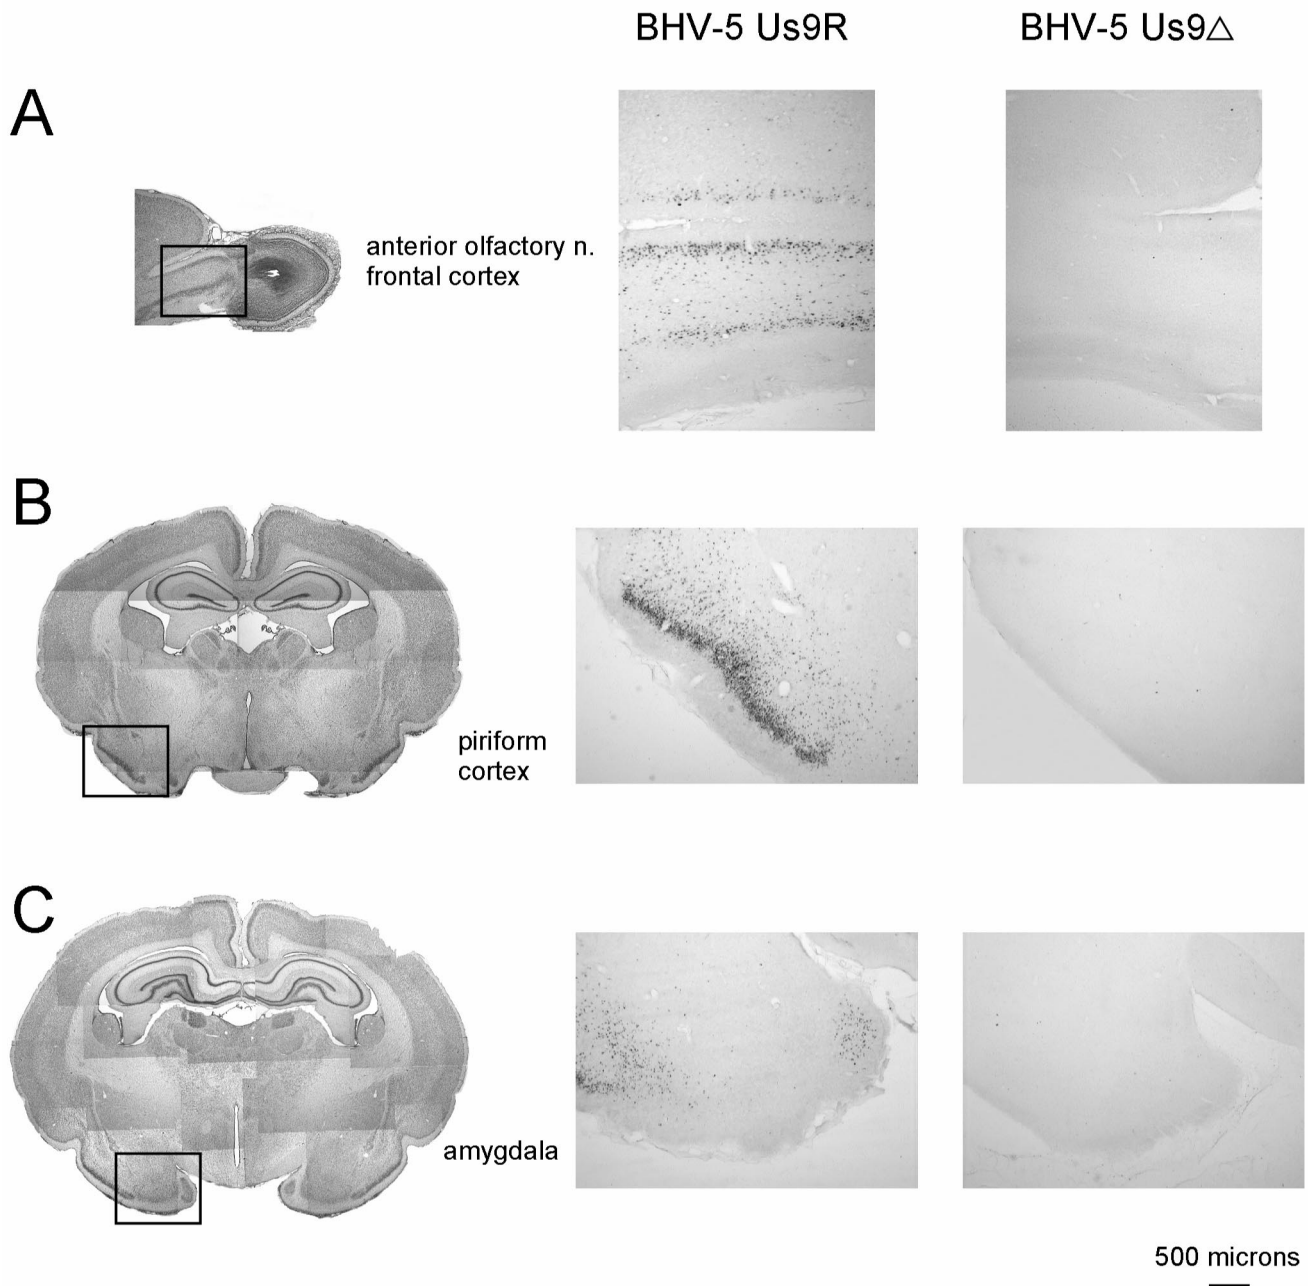 BHV-5 Us9R
BHV-5 Us9△
A
anterior olfactory n.
frontal cortex
B
piriform
cortex
C
amygdala
500 microns